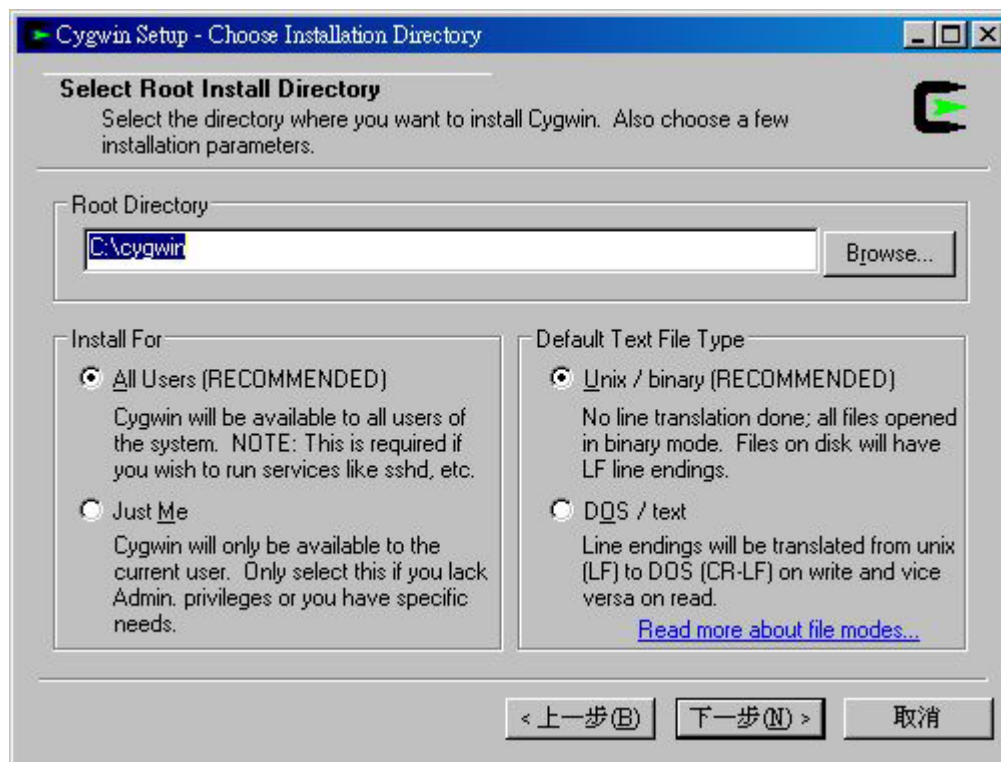 Cygwin Setup - Choose Installation Directory
Select Root Install Directory
Select the directory where you want to install Cygwin.  Also choose a few
installation parameters.
Root Directory
C:\cygwin
Browse...
Install For
All Users (RECOMMENDED)
Cygwin will be available to all users of
the system.  NOTE: This is required if
you wish to run services like sshd, etc.
Just Me
Cygwin will only be available to the
current user.  Only select this if you lack
Admin. privileges or you have specific
needs.
Default Text File Type
Unix / binary (RECOMMENDED)
No line translation done; all files opened
in binary mode.  Files on disk will have
LF line endings.
DOS / text
Line endings will be translated from unix
(LF) to DOS (CR-LF) on write and vice
versa on read.
Read more about file modes...
< 上一步(B)
下一步(N) >
取消